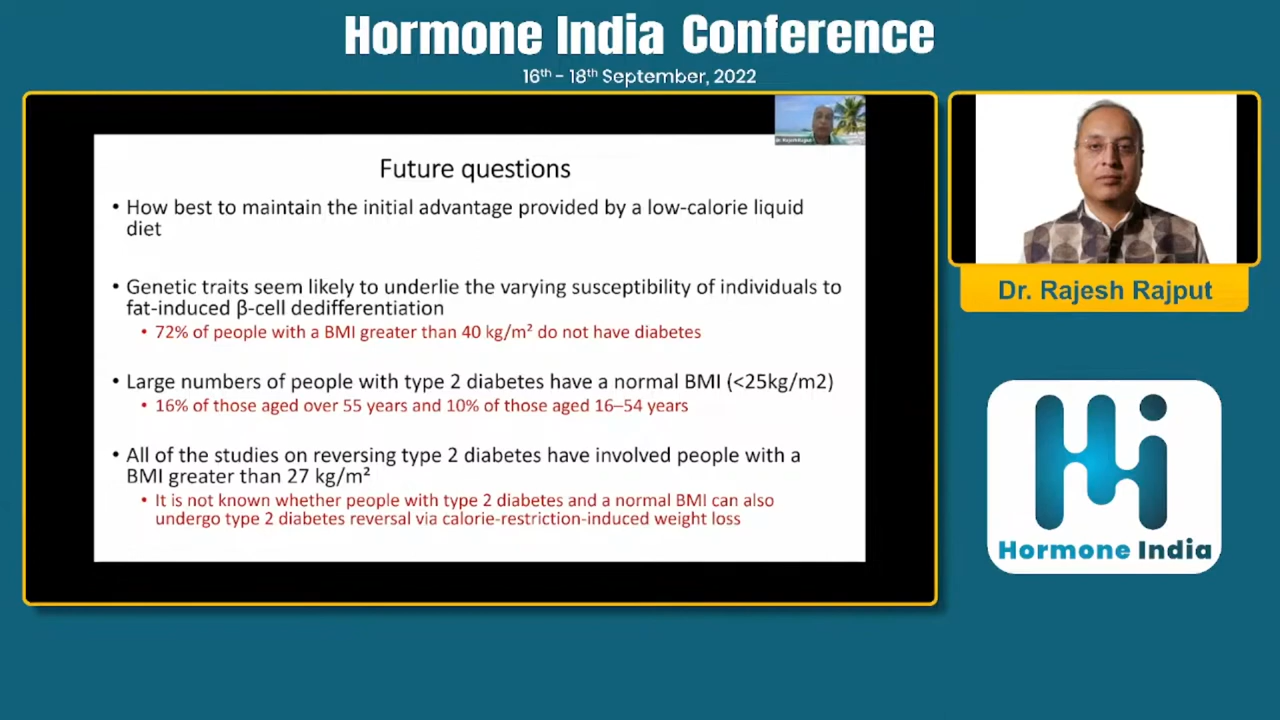 Hormone India Conference
16th - 18th September, 2022
Future questions
• How best to maintain the initial advantage provided by a low-calorie liquid
diet
• Genetic traits seem likely to underlie the varying susceptibility of individuals to
fat-induced β-cell dedifferentiation
• 72% of people with a BMI greater than 40 kg/m² do not have diabetes
• Large numbers of people with type 2 diabetes have a normal BMI (<25kg/m2)
• 16% of those aged over 55 years and 10% of those aged 16–54 years
• All of the studies on reversing type 2 diabetes have involved people with a
BMI greater than 27 kg/m²
• It is not known whether people with type 2 diabetes and a normal BMI can also
undergo type 2 diabetes reversal via calorie-restriction-induced weight loss
Dr. Rajesh Rajput
Hormone India